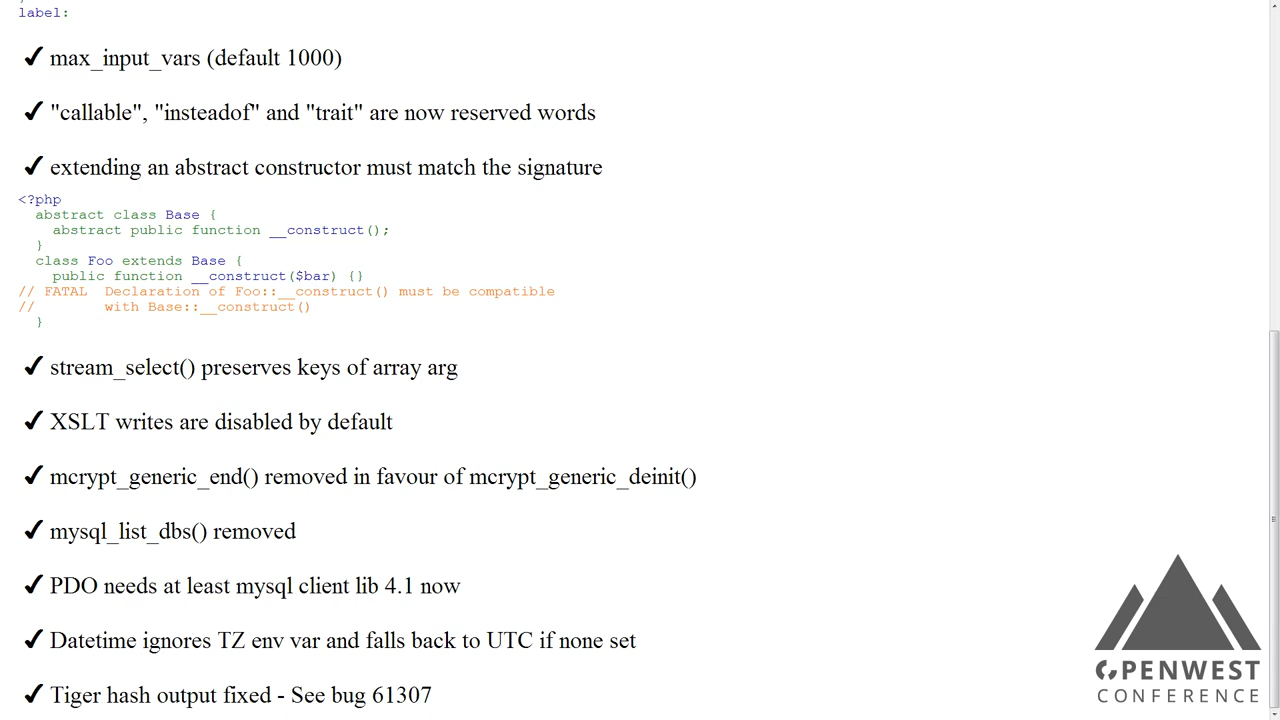 label:
✔ max_input_vars (default 1000)
✔ "callable", "insteadof" and "trait" are now reserved words
✔ extending an abstract constructor must match the signature
<?php
  abstract class Base {
    abstract public function __construct();
  }
  class Foo extends Base {
    public function __construct($bar) {}
// FATAL  Declaration of Foo::__construct() must be compatible
//        with Base::__construct()
  }
✔ stream_select() preserves keys of array arg
✔ XSLT writes are disabled by default
✔ mcrypt_generic_end() removed in favour of mcrypt_generic_deinit()
✔ mysql_list_dbs() removed
✔ PDO needs at least mysql client lib 4.1 now
✔ Datetime ignores TZ env var and falls back to UTC if none set
✔ Tiger hash output fixed - See bug 61307
OPENWEST
CONFERENCE